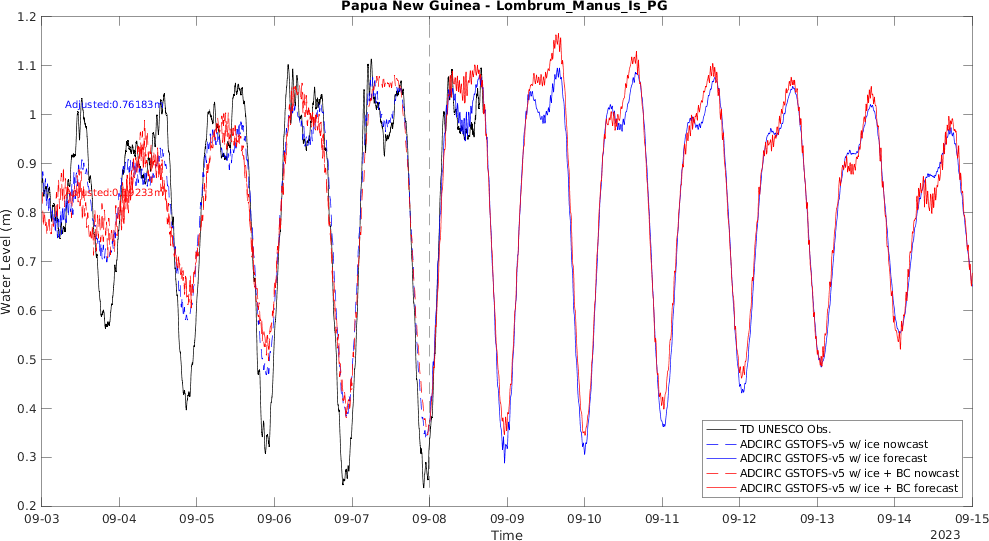 Papua New Guinea - Lombrum_Manus_Is_PG
Water Level (m)
1.2
1.1
1
0.9
0.8
0.7
0.6
0.5
0.4
0.3
0.2
Adjusted:0.76183m
TD UNESCO Obs.
ADCIRC GSTOFS-v5 w/ ice nowcast
ADCIRC GSTOFS-v5 w/ ice forecast
ADCIRC GSTOFS-v5 w/ ice + BC nowcast
ADCIRC GSTOFS-v5 w/ ice + BC forecast
09-03 09-04 09-05 09-06 09-07 09-08 09-09 09-10 09-11 09-12 09-13 09-14 09-15
Time
2023